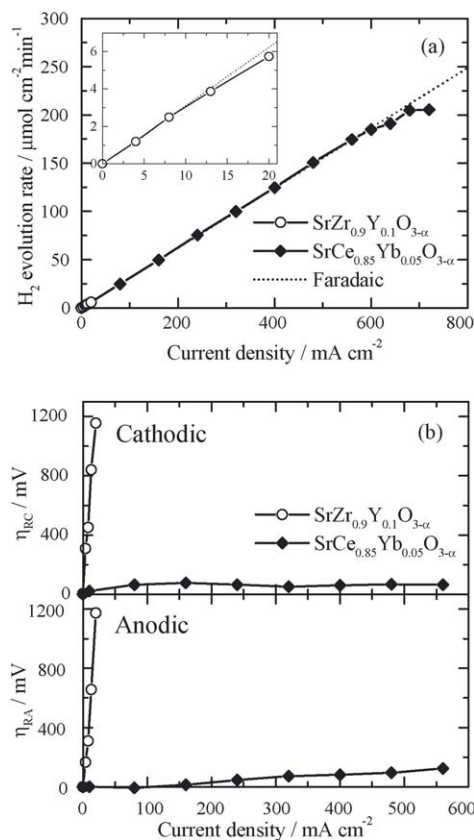 (a)
H₂ evolution rate / μmol cm⁻² min⁻¹
250
200
150
100
50
0
6
4
2
0
0 5 10 15 20
SrZr₀.₉Y₀.₁O₃₋α
SrCe₀.₈₅Yb₀.₀₅O₃₋α
Faradaic
0 200 400 600 800
Current density / mA cm⁻²
(b)
Cathodic
η_RC / mV
1200
800
400
0
SrZr₀.₉Y₀.₁O₃₋α
SrCe₀.₈₅Yb₀.₀₅O₃₋α
Anodic
η_RA / mV
1200
800
400
0
0 100 200 300 400 500 600
Current density / mA cm⁻²